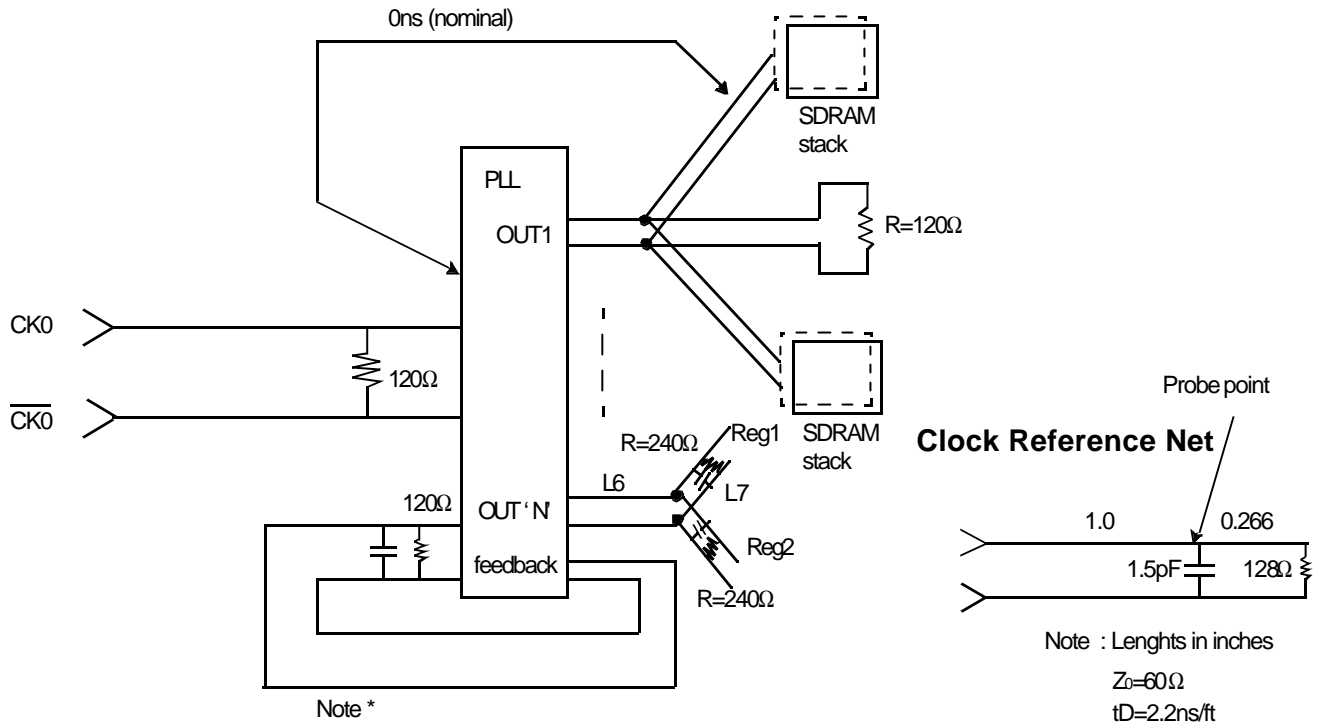 0ns (nominal)
SDRAM
stack
PLL
OUT1
R=120Ω
CK0
120Ω
CK0
SDRAM
stack
Probe point
Clock Reference Net
R=240Ω
Reg1
L6
L7
120Ω
OUT ‘ N’
Reg2
feedback
R=240Ω
1.0
0.266
1.5pF
128Ω
Note : Lenghts in inches
Z0=60Ω
tD=2.2ns/ft
Note *